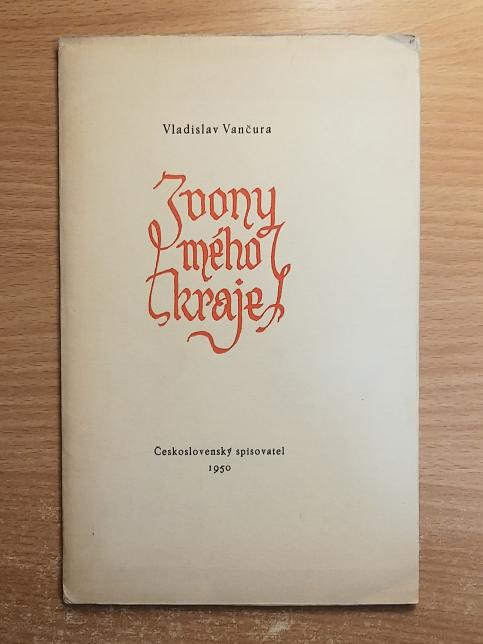 Vladislav Vančura
Zvony
mého
kraje
Československý spisovatel
1950